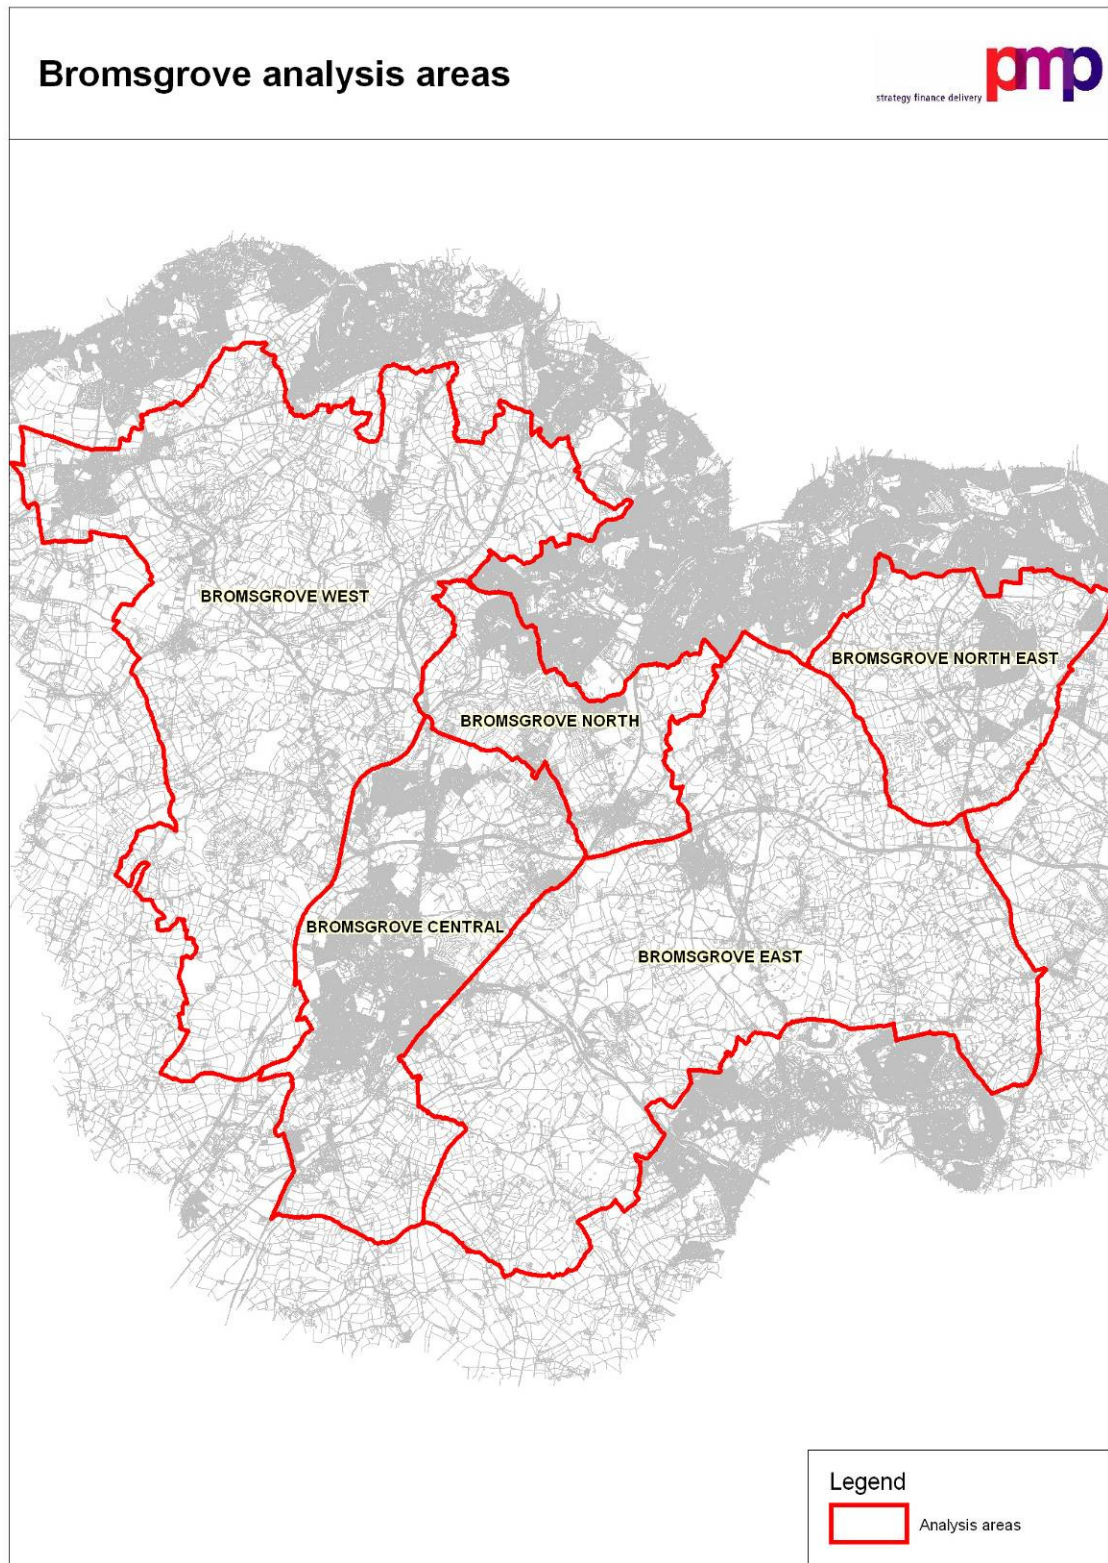 Bromsgrove analysis areas
pmp
strategy finance delivery
BROMSGROVE WEST
BROMSGROVE NORTH EAST
BROMSGROVE NORTH
BROMSGROVE CENTRAL
BROMSGROVE EAST
Legend
Analysis areas